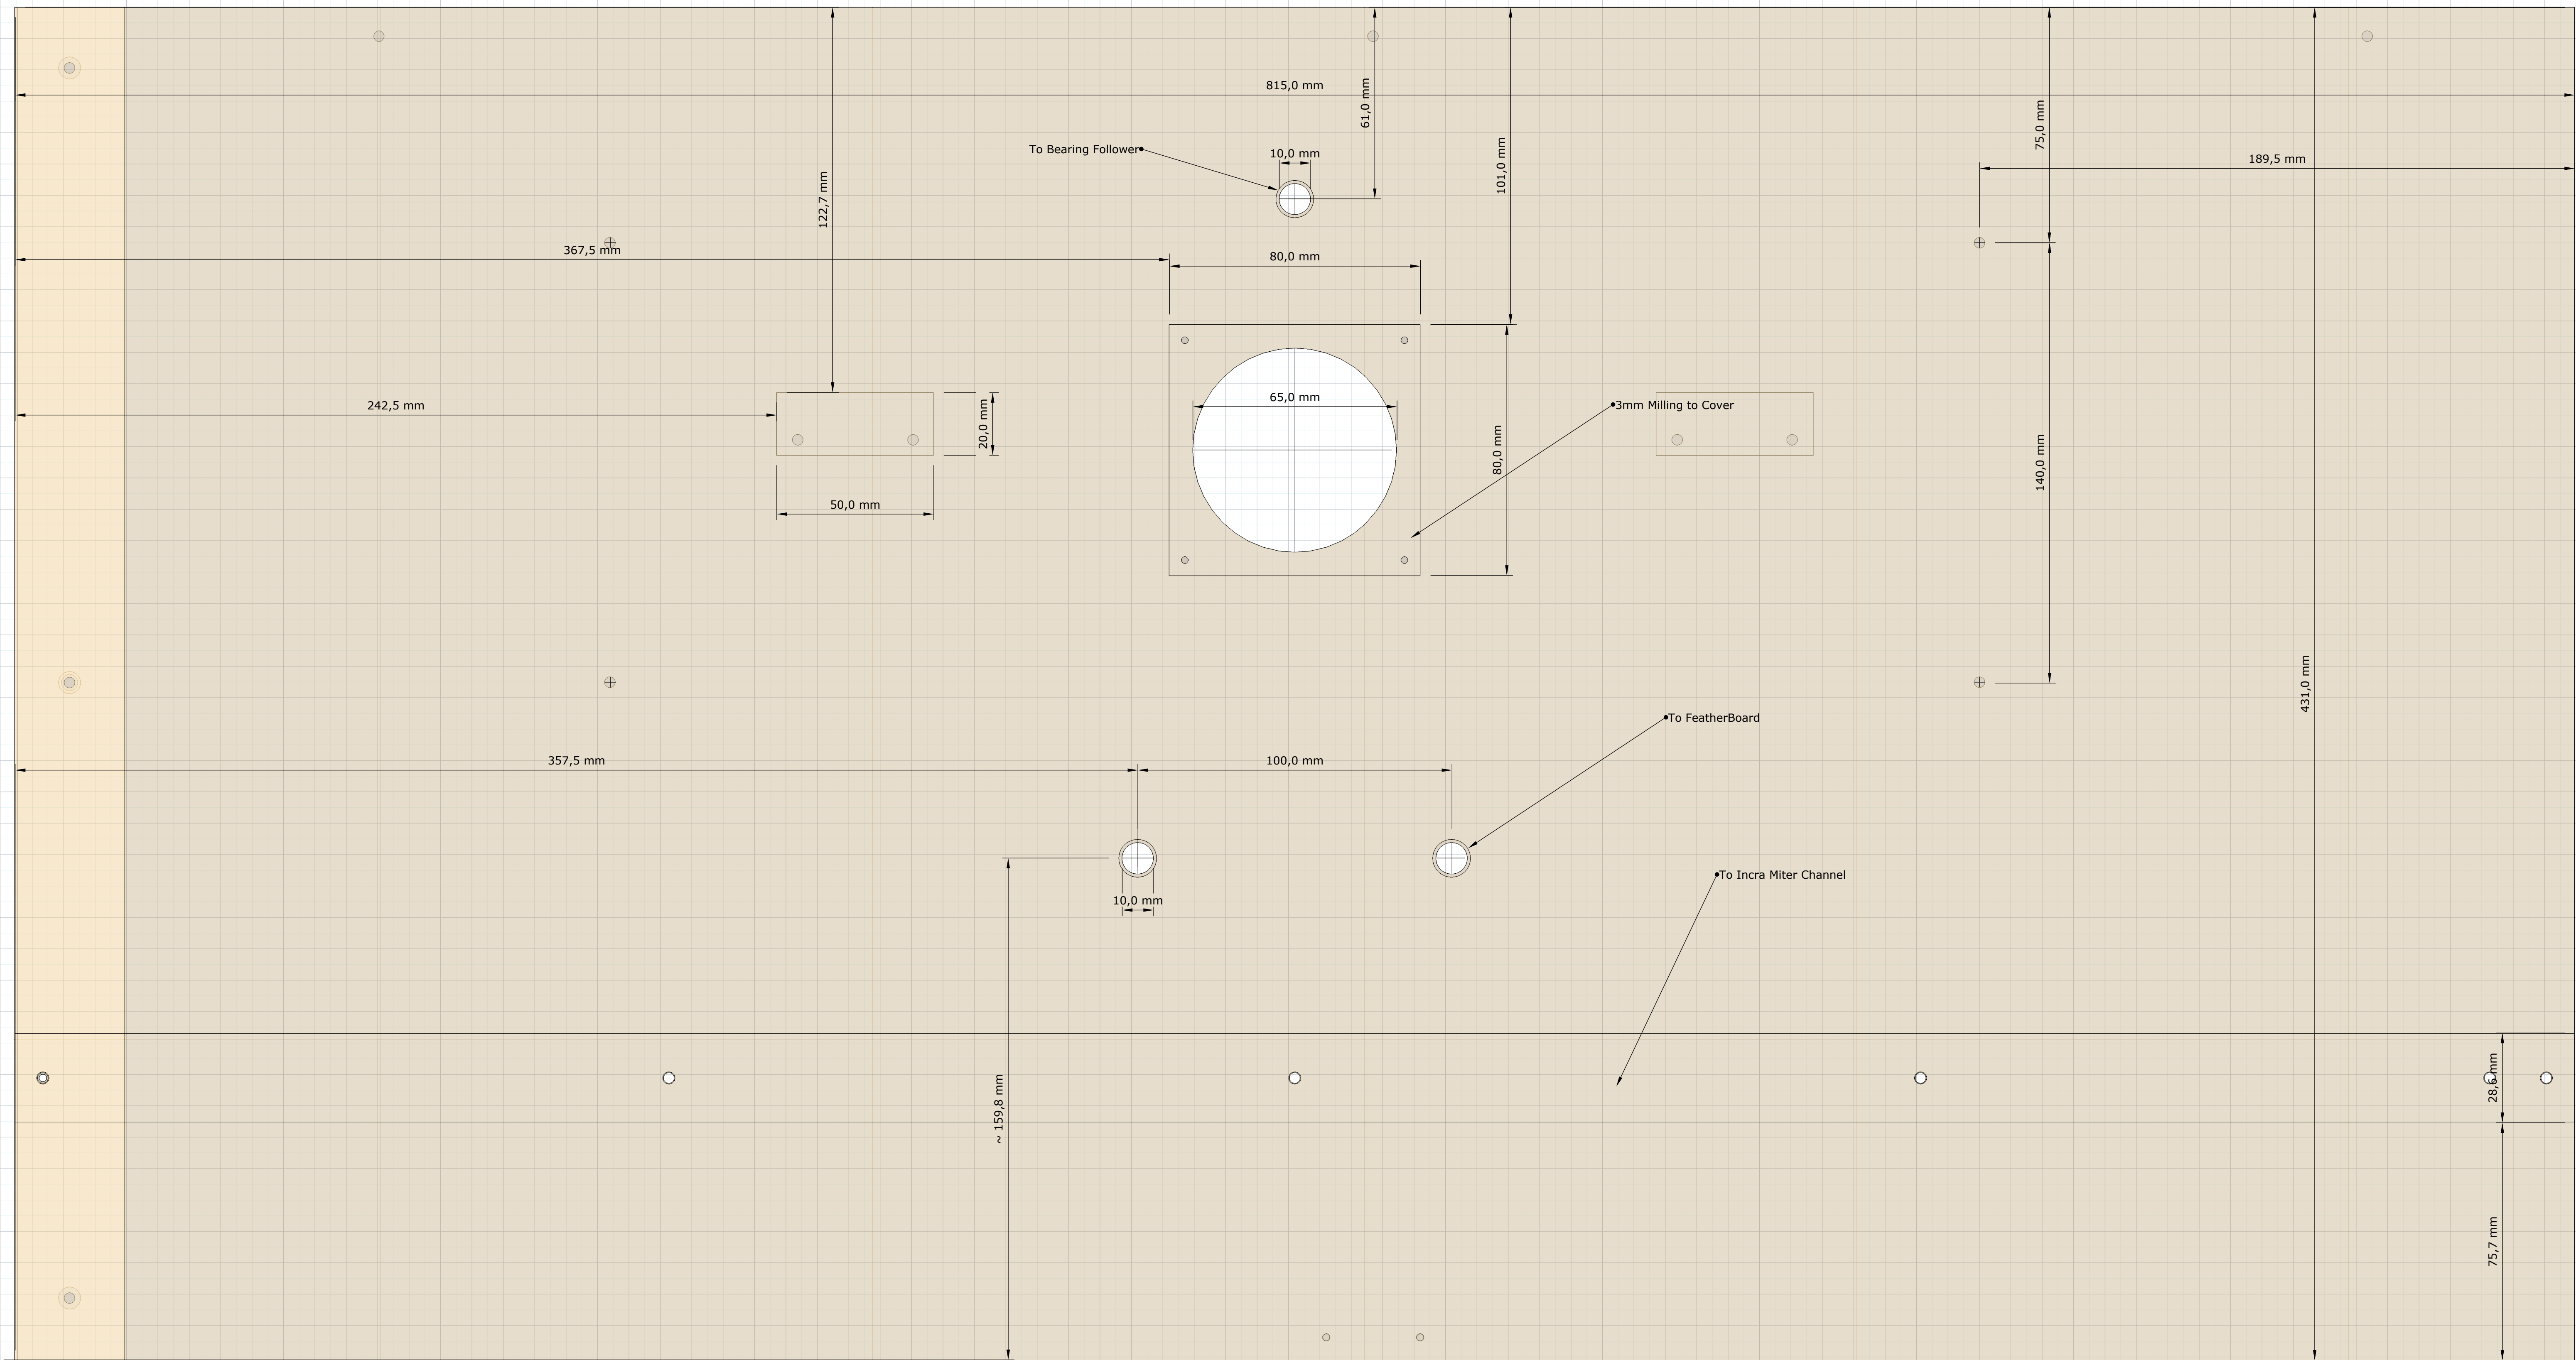 815,0 mm
61,0 mm
75,0 mm
To Bearing Follower
10,0 mm
101,0 mm
189,5 mm
122,7 mm
367,5 mm
80,0 mm
65,0 mm
242,5 mm
20,0 mm
3mm Milling to Cover
80,0 mm
140,0 mm
50,0 mm
431,0 mm
To FeatherBoard
357,5 mm
100,0 mm
To Incra Miter Channel
10,0 mm
28,6 mm
~ 159,8 mm
75,7 mm